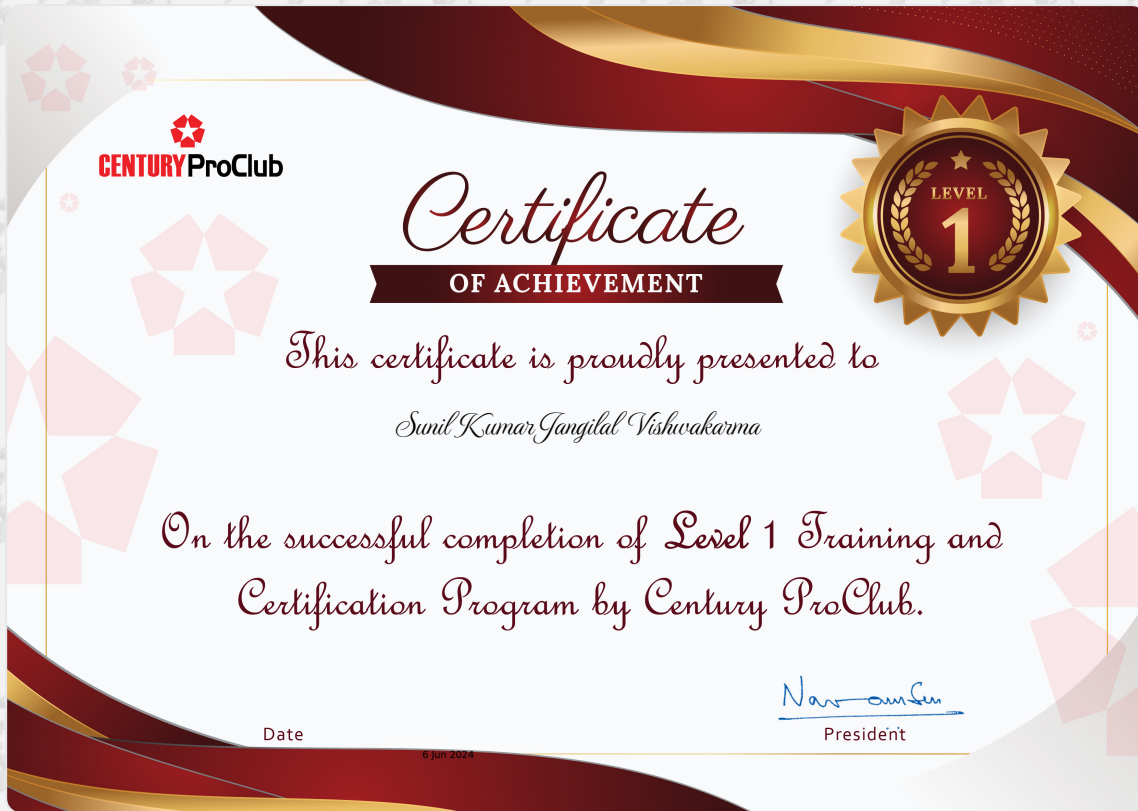 CENTURY ProClub
LEVEL
1
Certificate
OF ACHIEVEMENT
This certificate is proudly presented to
Sunil Kumar Jangilal Vishwakarma
On the successful completion of Level 1 Training and
Certification Program by Century ProClub.
Date
President
6 Jun 2024